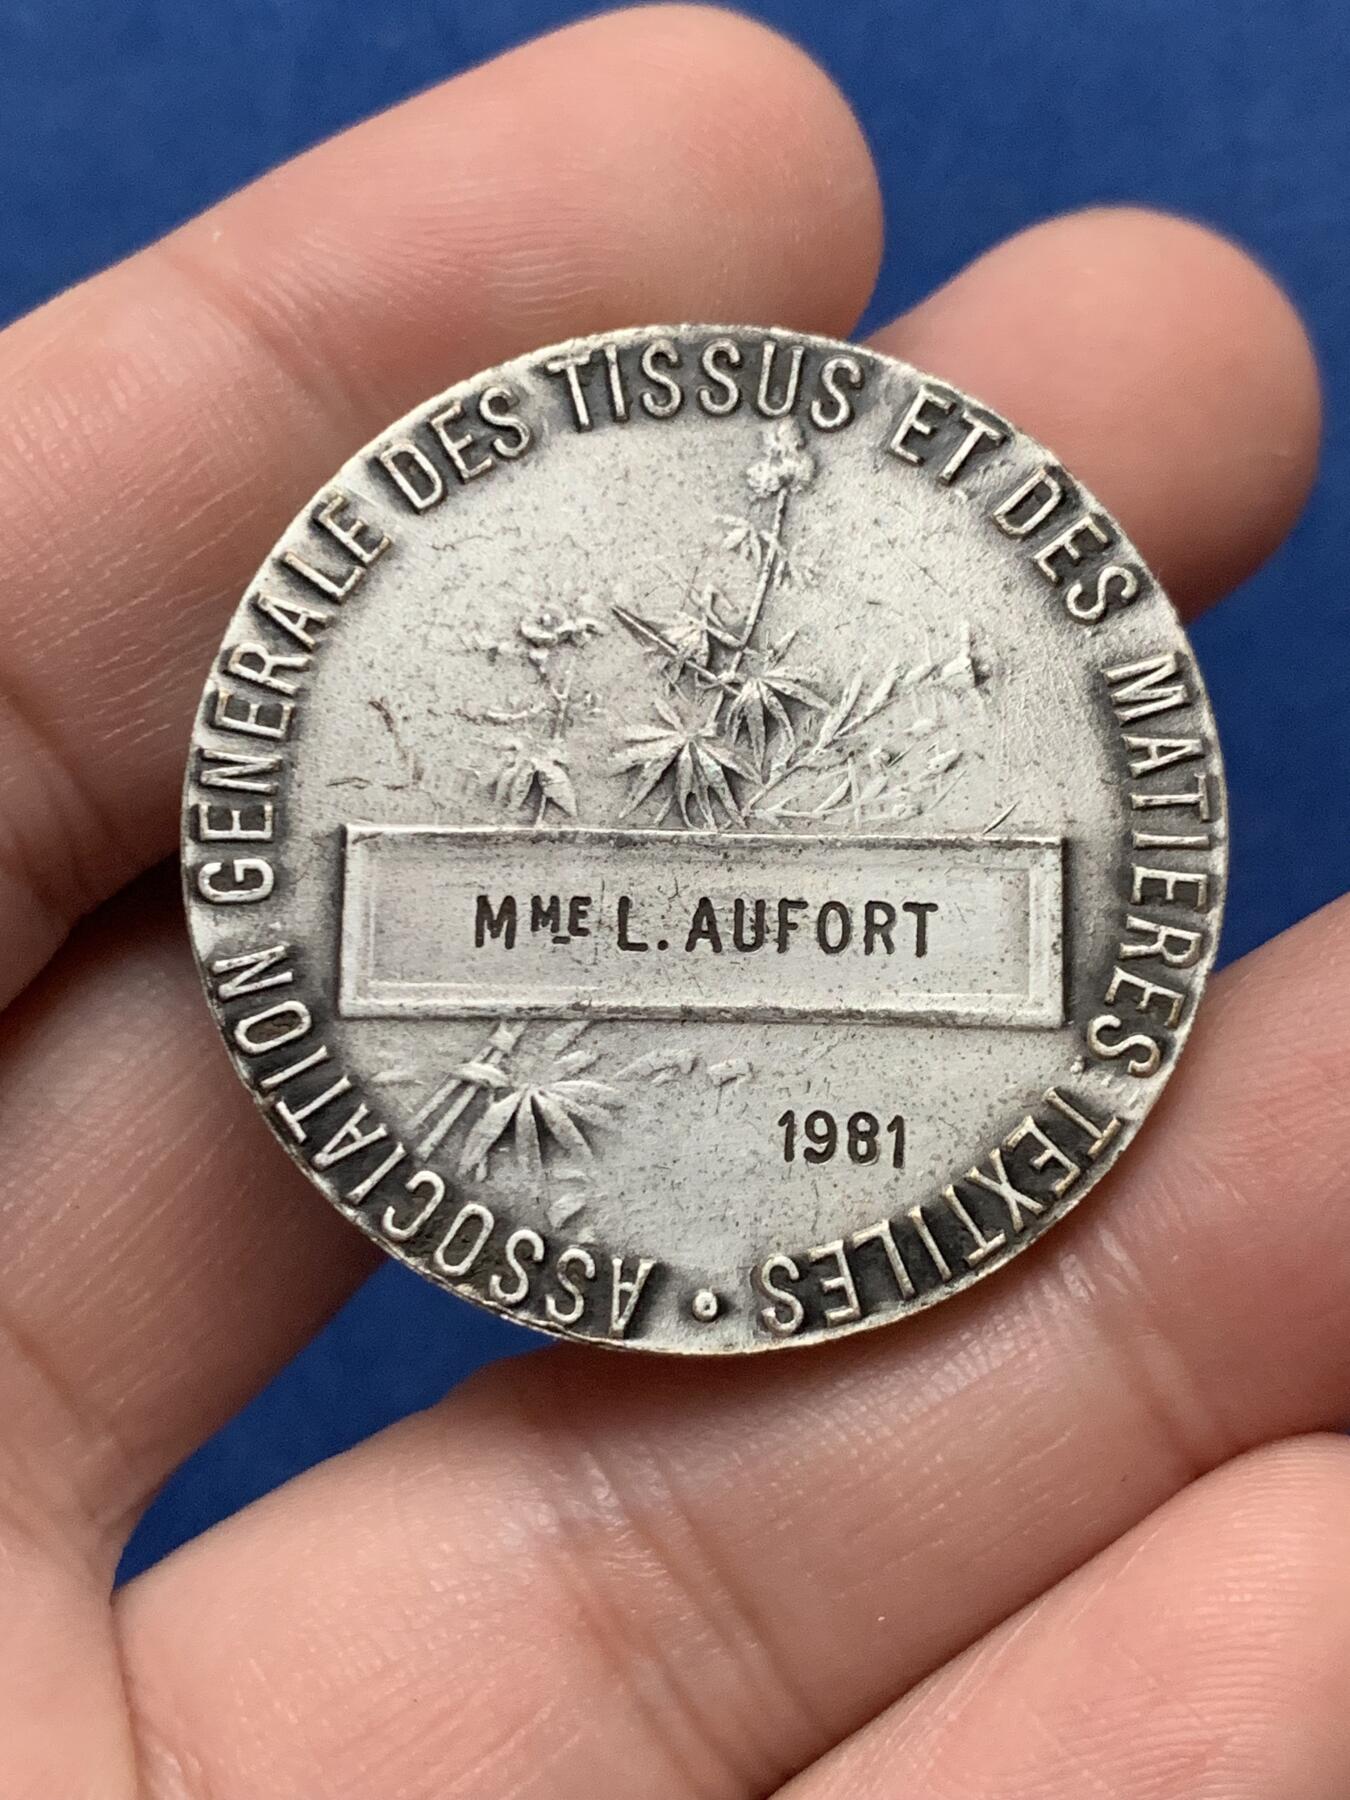 ASSOCIATION GENERALE DES TISSUS ET DES MATIERES TEXTILES •
MME L. AUFORT
1981